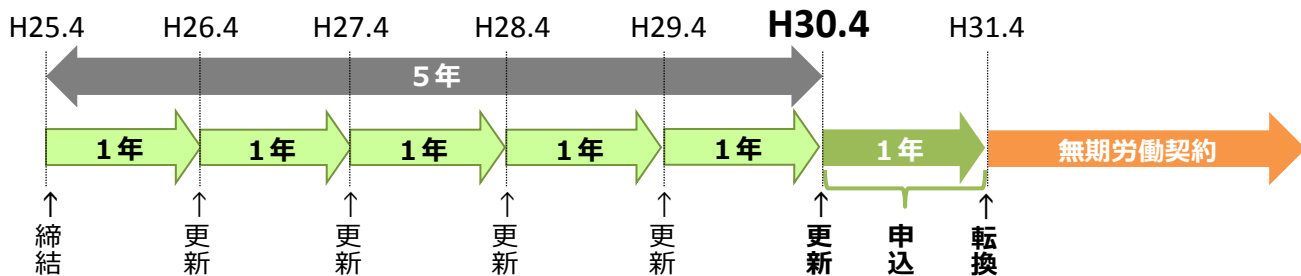 H25.4 H26.4 H27.4 H28.4 H29.4 H30.4 H31.4
5年
1年 1年 1年 1年 1年 1年 無期労働契約
↑ ↑ ↑ ↑ ↑ ↑ ↑
締結 更新 更新 更新 更新 更新 申込 転換